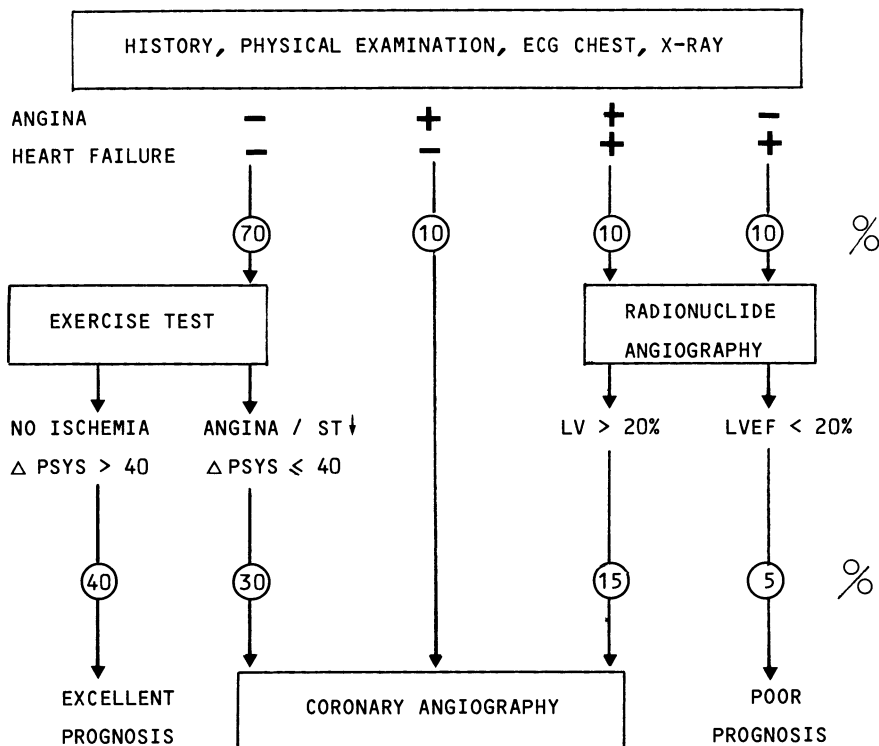 HISTORY, PHYSICAL EXAMINATION, ECG CHEST, X-RAY
ANGINA - + + -
HEART FAILURE - - + +
70 10 10 10 %
EXERCISE TEST
RADIONUCLIDE
ANGIOGRAPHY
NO ISCHEMIA ANGINA / ST↓ LV > 20% LVEF < 20%
△ PSYS > 40 △ PSYS ⩽ 40
40 30 15 5 %
EXCELLENT
PROGNOSIS
CORONARY ANGIOGRAPHY
POOR
PROGNOSIS